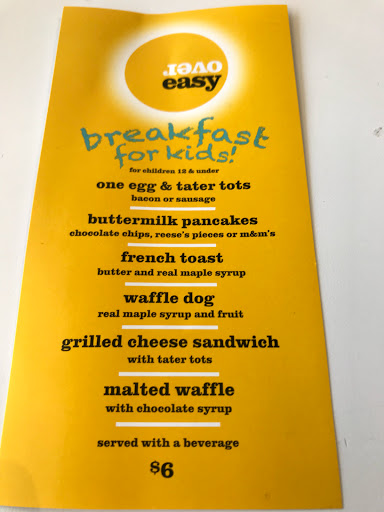 over
easy
breakfast
for kids!
for children 12 & under
one egg & tater tots
bacon or sausage
buttermilk pancakes
chocolate chips, reese's pieces or m&m's
french toast
butter and real maple syrup
waffle dog
real maple syrup and fruit
grilled cheese sandwich
with tater tots
malted waffle
with chocolate syrup
served with a beverage
$6